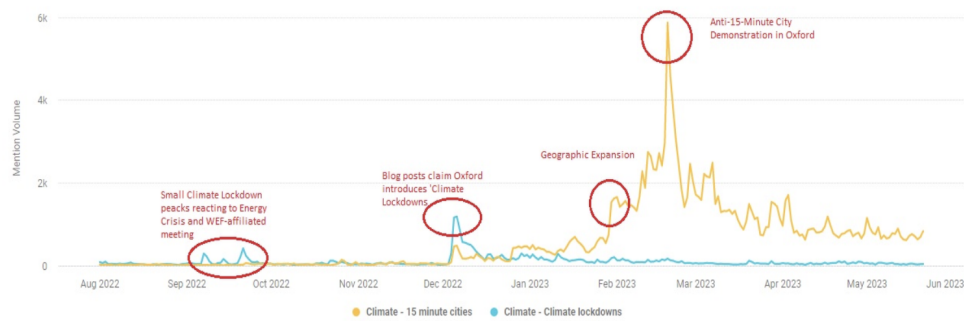 6k
Anti-15-Minute City
Demonstration in Oxford
4k
Mention Volume
Geographic Expansion
Blog posts claim Oxford
introduces 'Climate
Lockdowns
2k
Small Climate Lockdown
peacks reacting to Energy
Crisis and WEF-affiliated
meeting
0
Aug 2022 Sep 2022 Oct 2022 Nov 2022 Dec 2022 Jan 2023 Feb 2023 Mar 2023 Apr 2023 May 2023 Jun 2023
Climate - 15 minute cities Climate - Climate lockdowns